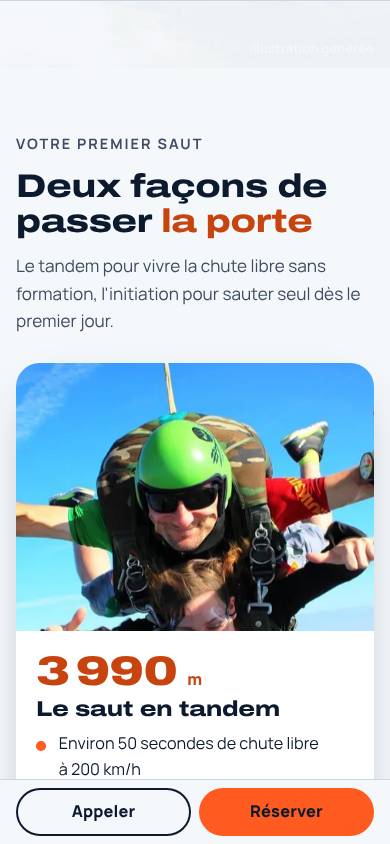 Illustration générée
VOTRE PREMIER SAUT
Deux façons de
passer la porte
Le tandem pour vivre la chute libre sans
formation, l'initiation pour sauter seul dès le
premier jour.
3 990 m
Le saut en tandem
Environ 50 secondes de chute libre
à 200 km/h
Appeler
Réserver